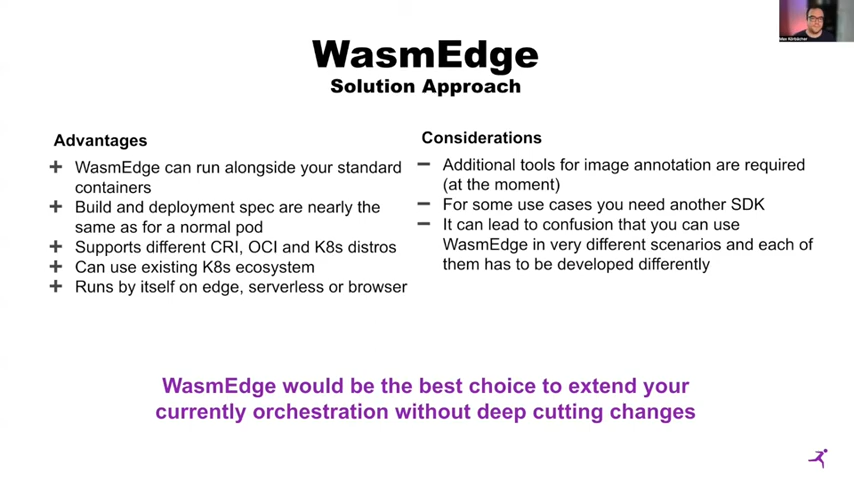 WasmEdge
Solution Approach
Advantages
+ WasmEdge can run alongside your standard
containers
+ Build and deployment spec are nearly the
same as for a normal pod
+ Supports different CRI, OCI and K8s distros
+ Can use existing K8s ecosystem
+ Runs by itself on edge, serverless or browser
Considerations
− Additional tools for image annotation are required
(at the moment)
− For some use cases you need another SDK
− It can lead to confusion that you can use
WasmEdge in very different scenarios and each of
them has to be developed differently
WasmEdge would be the best choice to extend your
currently orchestration without deep cutting changes
Max Körbächer